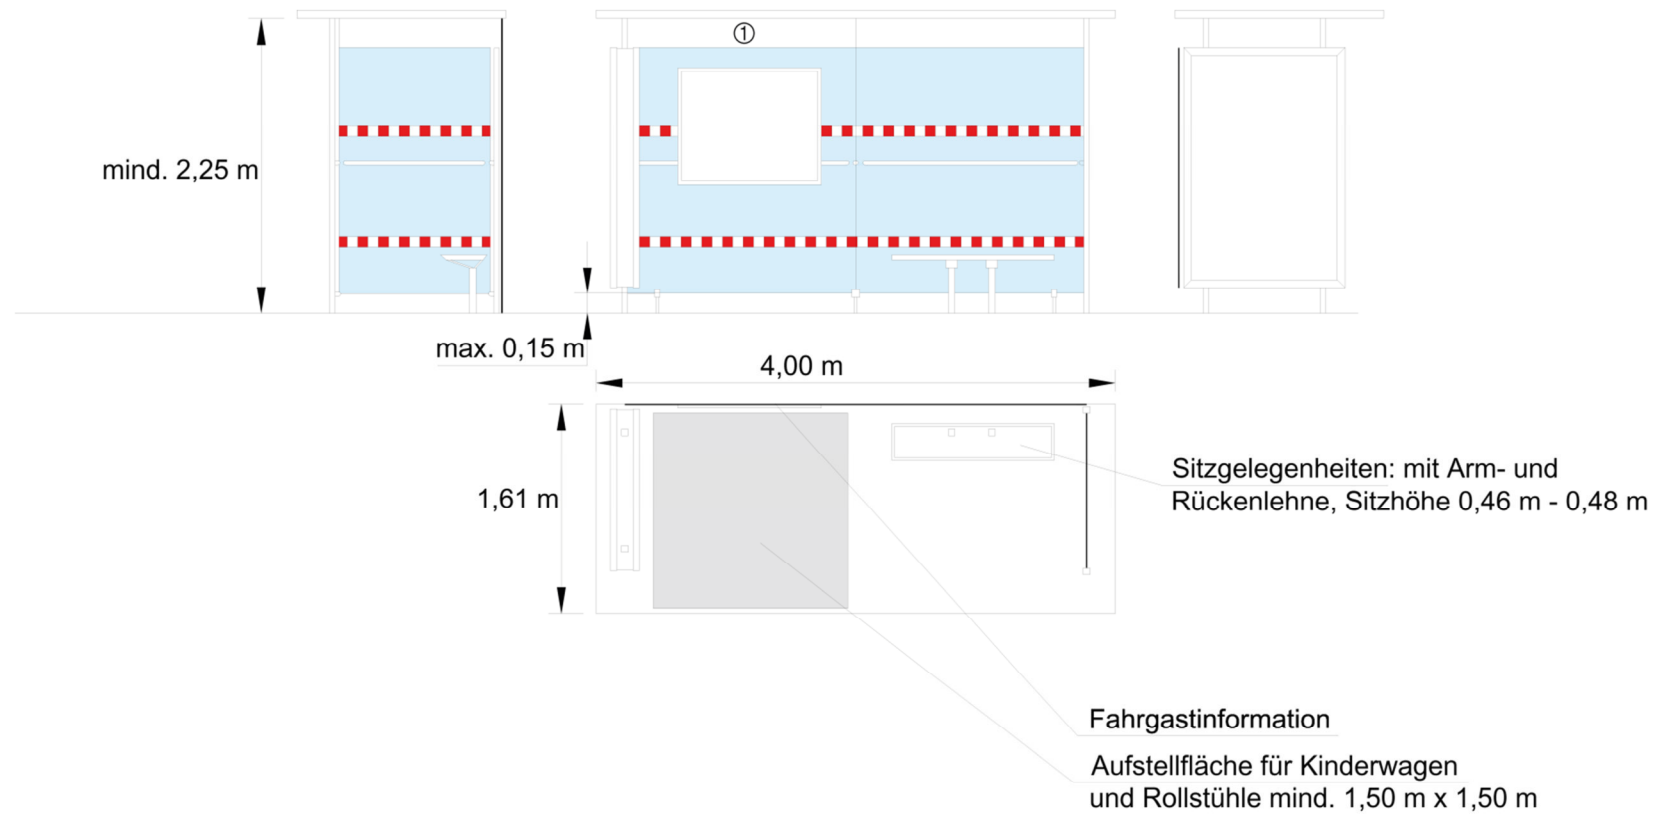 ①
mind. 2,25 m
max. 0,15 m
4,00 m
1,61 m
Sitzgelegenheiten: mit Arm- und
Rückenlehne, Sitzhöhe 0,46 m - 0,48 m
Fahrgastinformation
Aufstellfläche für Kinderwagen
und Rollstühle mind. 1,50 m x 1,50 m